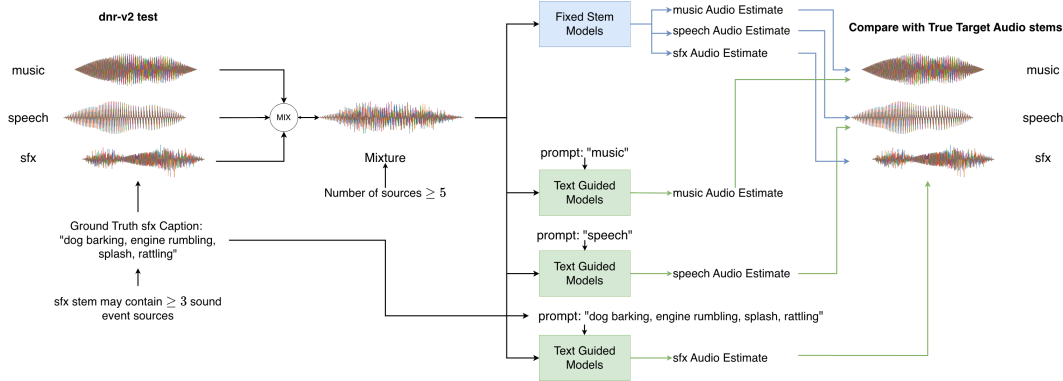 dnr-v2 test
music
speech
sfx
MIX
Mixture
Number of sources ≥ 5
Ground Truth sfx Caption:
"dog barking, engine rumbling,
splash, rattling"
sfx stem may contain ≥ 3 sound
event sources
Fixed Stem
Models
music Audio Estimate
speech Audio Estimate
sfx Audio Estimate
prompt: "music"
Text Guided
Models
music Audio Estimate
prompt: "speech"
Text Guided
Models
speech Audio Estimate
prompt: "dog barking, engine rumbling, splash, rattling"
Text Guided
Models
sfx Audio Estimate
Compare with True Target Audio stems
music
speech
sfx